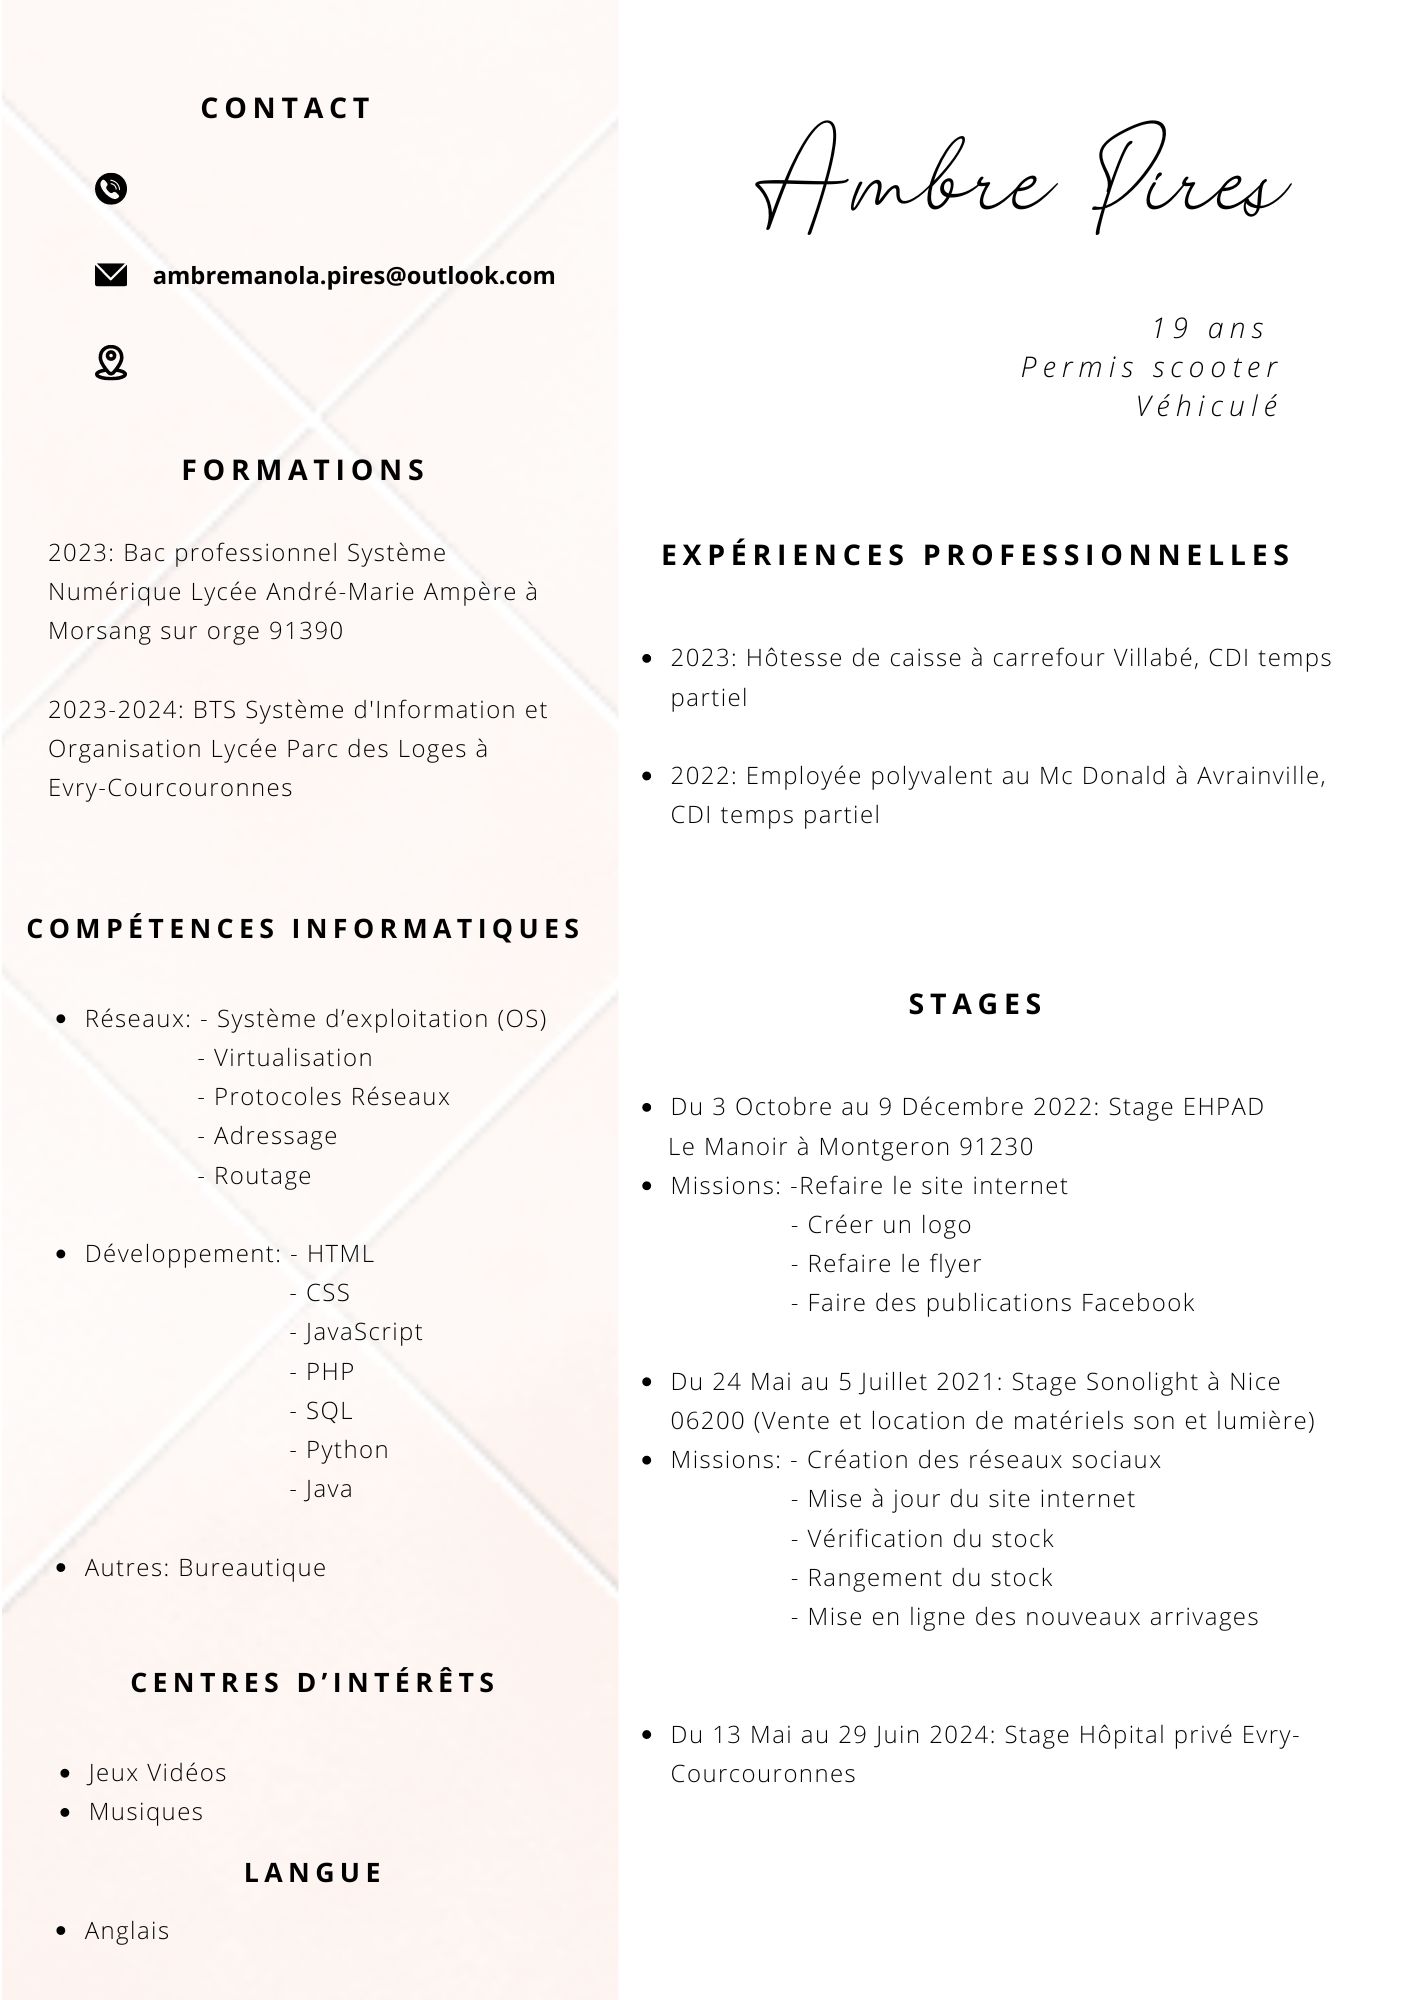 CONTACT
ambremanola.pires@outlook.com
FORMATIONS
2023: Bac professionnel Système
Numérique Lycée André-Marie Ampère à
Morsang sur orge 91390
2023-2024: BTS Système d'Information et
Organisation Lycée Parc des Loges à
Evry-Courcouronnes
COMPÉTENCES INFORMATIQUES
• Réseaux: - Système d’exploitation (OS)
- Virtualisation
- Protocoles Réseaux
- Adressage
- Routage
• Développement: - HTML
- CSS
- JavaScript
- PHP
- SQL
- Python
- Java
• Autres: Bureautique
CENTRES D’INTÉRÊTS
• Jeux Vidéos
• Musiques
LANGUE
• Anglais
Ambre Pires
19 ans
Permis scooter
Véhiculé
EXPÉRIENCES PROFESSIONNELLES
• 2023: Hôtesse de caisse à carrefour Villabé, CDI temps
partiel
• 2022: Employée polyvalent au Mc Donald à Avrainville,
CDI temps partiel
STAGES
• Du 3 Octobre au 9 Décembre 2022: Stage EHPAD
Le Manoir à Montgeron 91230
• Missions: -Refaire le site internet
- Créer un logo
- Refaire le flyer
- Faire des publications Facebook
• Du 24 Mai au 5 Juillet 2021: Stage Sonolight à Nice
06200 (Vente et location de matériels son et lumière)
• Missions: - Création des réseaux sociaux
- Mise à jour du site internet
- Vérification du stock
- Rangement du stock
- Mise en ligne des nouveaux arrivages
• Du 13 Mai au 29 Juin 2024: Stage Hôpital privé Evry-
Courcouronnes